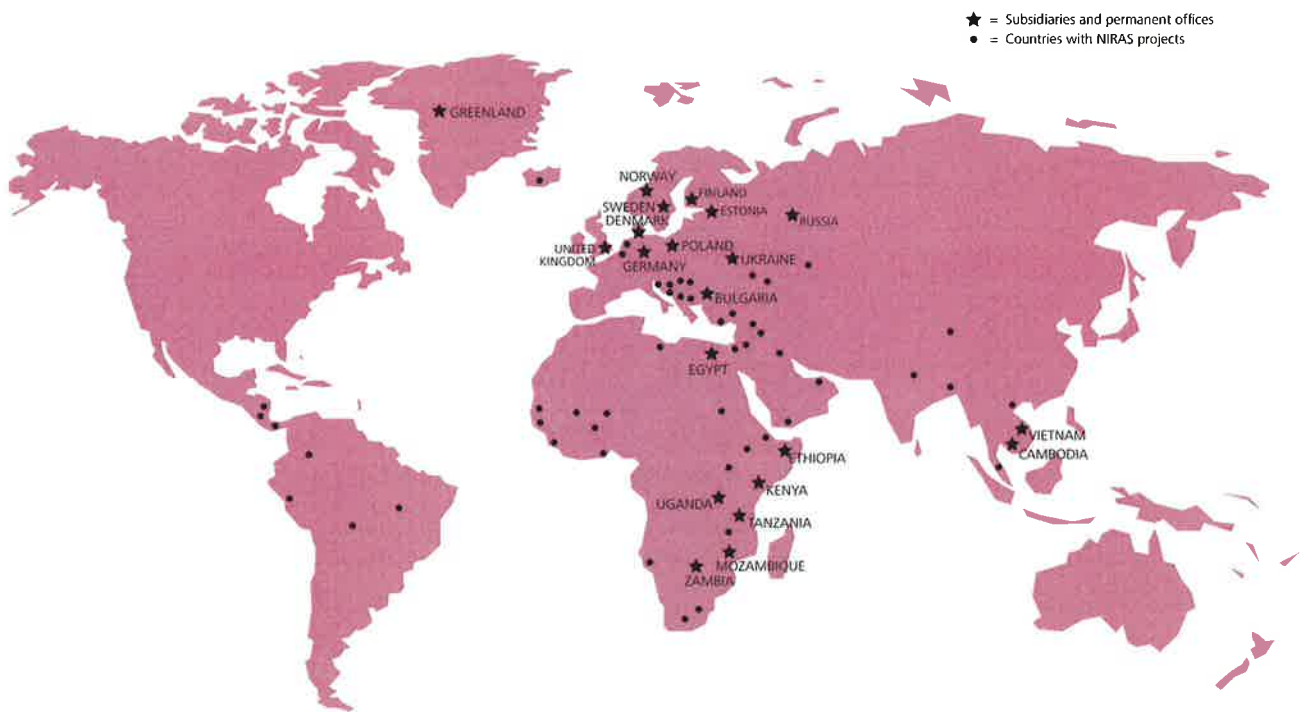 ★ = Subsidiaries and permanent offices
● = Countries with NIRAS projects
GREENLAND
NORWAY
FINLAND
SWEDEN
ESTONIA
DENMARK
RUSSIA
UNITED
KINGDOM
POLAND
GERMANY
UKRAINE
BULGARIA
EGYPT
VIETNAM
CAMBODIA
ETHIOPIA
KENYA
UGANDA
TANZANIA
MOZAMBIQUE
ZAMBIA